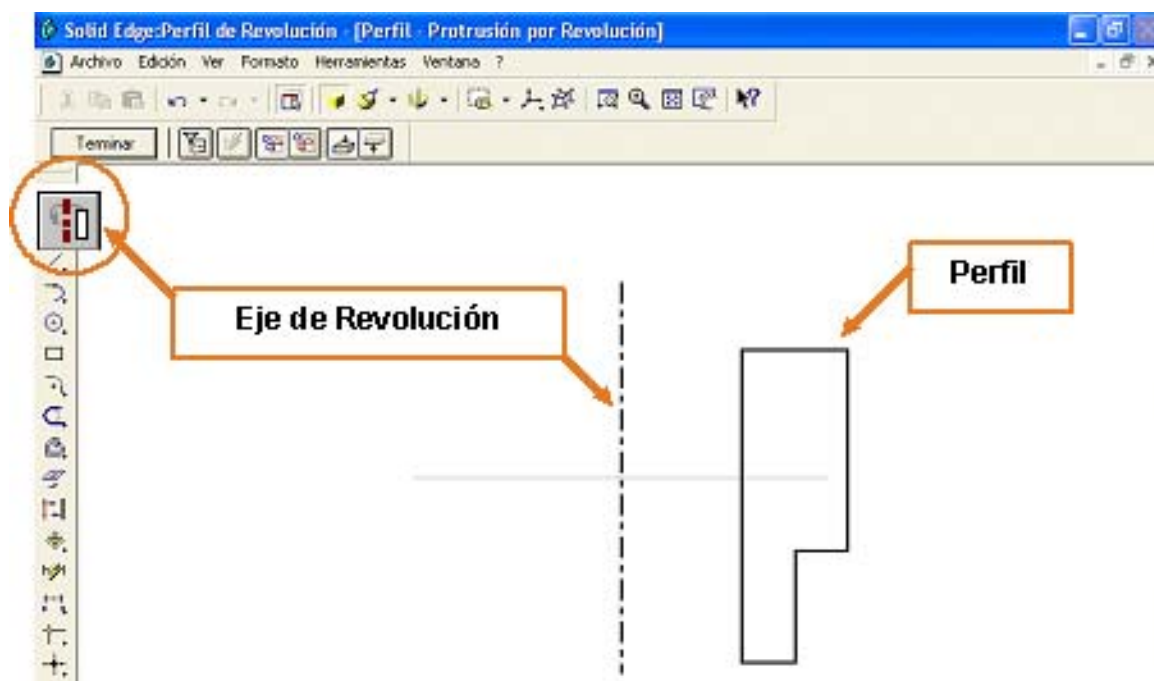 Solid Edge:Perfil de Revolución - [Perfil - Protrusión por Revolución]
Archivo Edición Ver Formato Herramientas Ventana ?
Terminar
Perfil
Eje de Revolución